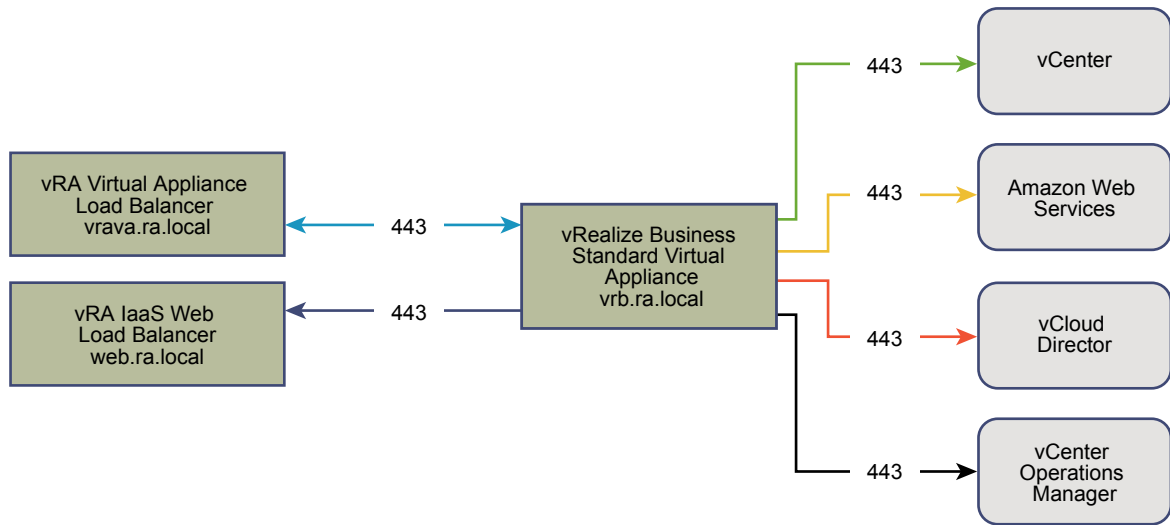 vRA Virtual Appliance
Load Balancer
vrava.ra.local
443
vRA IaaS Web
Load Balancer
web.ra.local
443
vRealize Business
Standard Virtual
Appliance
vrb.ra.local
443
vCenter
443
Amazon Web
Services
443
vCloud
Director
443
vCenter
Operations
Manager